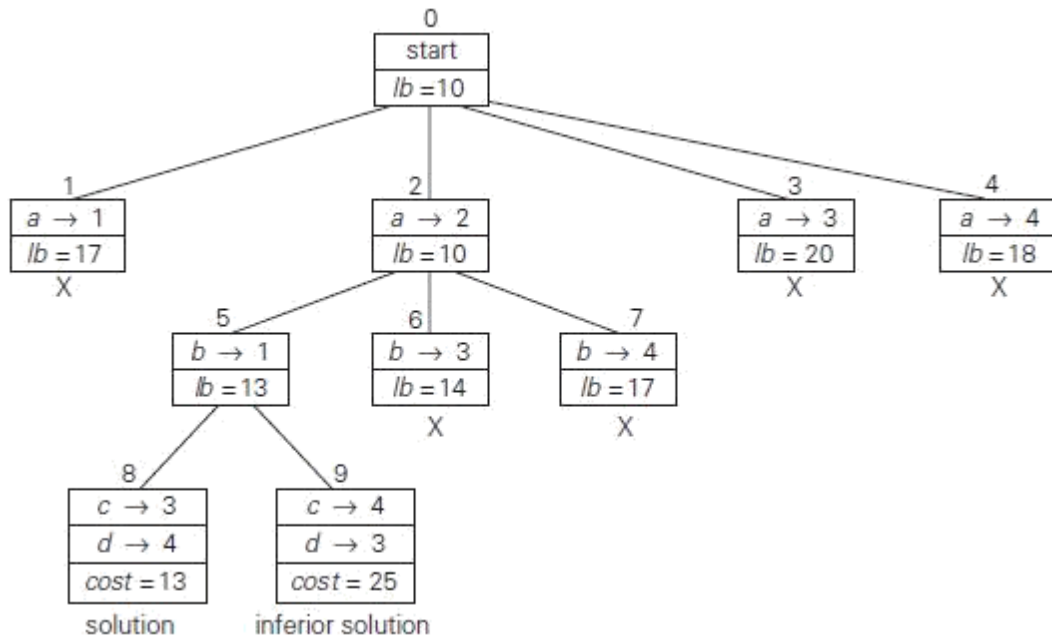 0
start
lb = 10
1
a → 1
lb = 17
X
2
a → 2
lb = 10
3
a → 3
lb = 20
X
4
a → 4
lb = 18
X
5
b → 1
lb = 13
6
b → 3
lb = 14
X
7
b → 4
lb = 17
X
8
c → 3
d → 4
cost = 13
solution
9
c → 4
d → 3
cost = 25
inferior solution